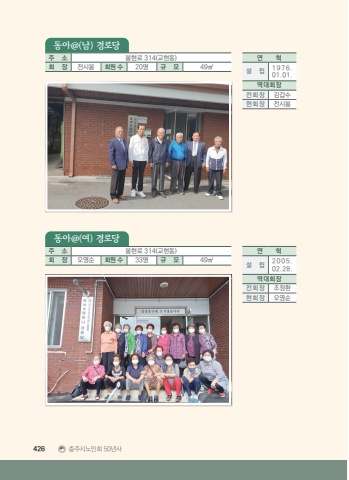 동아@(남) 경로당
주 소 을현로 314(교현동)
회 장 전시몽 회원 수 20명 규 모 49㎡
연 혁
설 립 1976. 01.01.
역대회장
전회장 김갑수
현회장 전시몽
동아@(여) 경로당
주 소 을현로 314(교현동)
회 장 오영순 회원 수 33명 규 모 49㎡
연 혁
설 립 2005. 02.28.
역대회장
전회장 조정환
현회장 오영순
426 충주시노인회 50년사